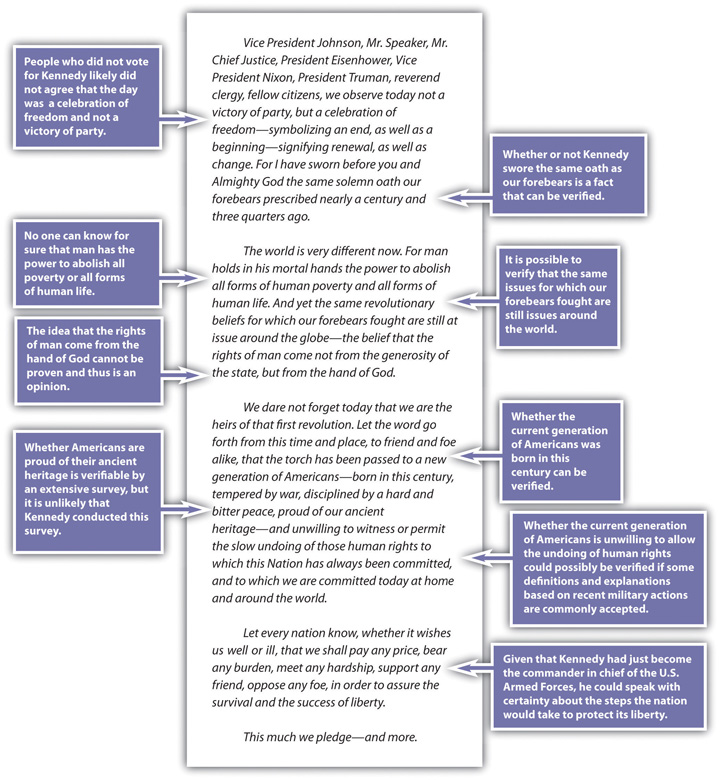 Vice President Johnson, Mr. Speaker, Mr.
Chief Justice, President Eisenhower, Vice
President Nixon, President Truman, reverend
clergy, fellow citizens, we observe today not a
victory of party, but a celebration of
freedom—symbolizing an end, as well as a
beginning—signifying renewal, as well as
change. For I have sworn before you and
Almighty God the same solemn oath our
forebears prescribed nearly a century and
three quarters ago.
The world is very different now. For man
holds in his mortal hands the power to abolish
all forms of human poverty and all forms of
human life. And yet the same revolutionary
beliefs for which our forebears fought are still at
issue around the globe—the belief that the
rights of man come not from the generosity of
the state, but from the hand of God.
We dare not forget today that we are the
heirs of that first revolution. Let the word go
forth from this time and place, to friend and foe
alike, that the torch has been passed to a new
generation of Americans—born in this century,
tempered by war, disciplined by a hard and
bitter peace, proud of our ancient
heritage—and unwilling to witness or permit
the slow undoing of those human rights to
which this Nation has always been committed,
and to which we are committed today at home
and around the world.
Let every nation know, whether it wishes
us well or ill, that we shall pay any price, bear
any burden, meet any hardship, support any
friend, oppose any foe, in order to assure the
survival and the success of liberty.
This much we pledge—and more.
People who did not vote
for Kennedy likely did
not agree that the day
was a celebration of
freedom and not a
victory of party.
No one can know for
sure that man has the
power to abolish all
poverty or all forms
of human life.
The idea that the rights
of man come from the
hand of God cannot be
proven and thus is an
opinion.
Whether Americans are
proud of their ancient
heritage is verifiable by
an extensive survey, but
it is unlikely that
Kennedy conducted this
survey.
Whether or not Kennedy
swore the same oath as
our forebears is a fact
that can be verified.
It is possible to
verify that the same
issues for which our
forebears fought are
still issues around
the world.
Whether the
current generation
of Americans was
born in this
century can be
verified.
Whether the current generation
of Americans is unwilling to allow
the undoing of human rights
could possibly be verified if some
definitions and explanations
based on recent military actions
are commonly accepted.
Given that Kennedy had just become
the commander in chief of the U.S.
Armed Forces, he could speak with
certainty about the steps the nation
would take to protect its liberty.